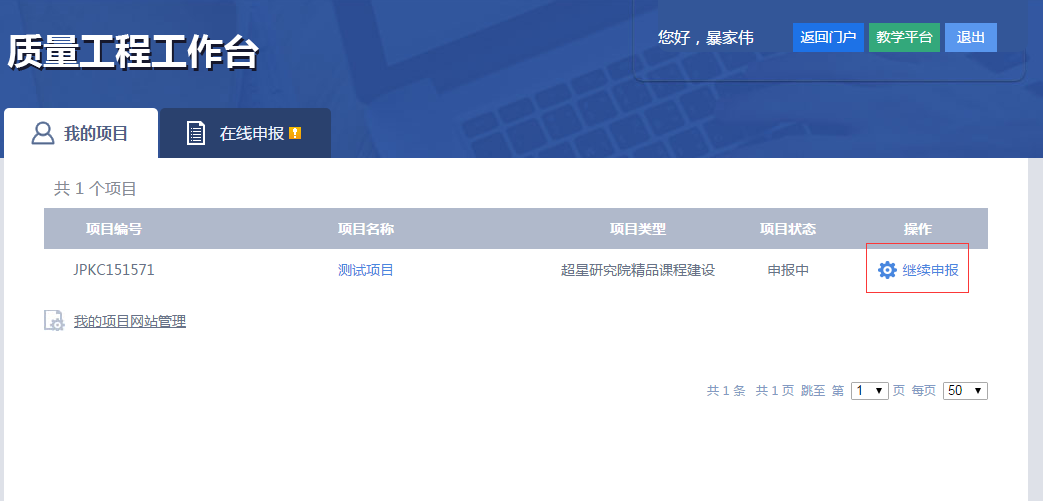 您好，暴家伟 返回门户 教学平台 退出
质量工程工作台
我的项目 在线申报
共 1 个项目
项目编号 项目名称 项目类型 项目状态 操作
JPKC151571 测试项目 超星研究院精品课程建设 申报中 继续申报
我的项目网站管理
共 1 条 共 1 页 跳至 第 1 页 每页 50